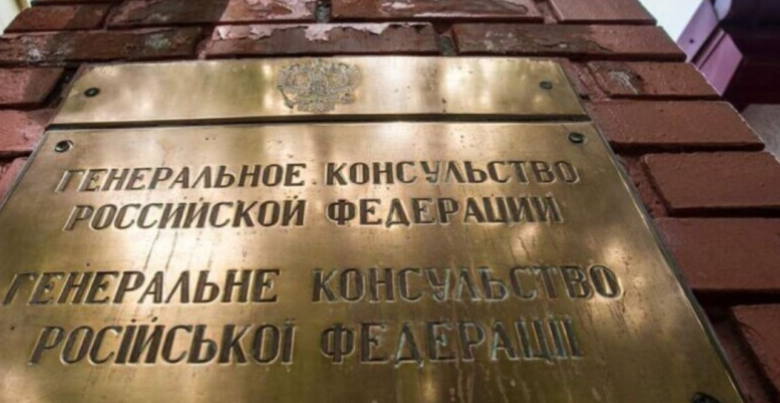 ГЕНЕРАЛЬНОЕ КОНСУЛЬСТВО
РОССИЙСКОЙ ФЕДЕРАЦИИ
ГЕНЕРАЛЬНЕ КОНСУЛЬСТВО
РОСІЙСЬКОЇ ФЕДЕРАЦІЇ